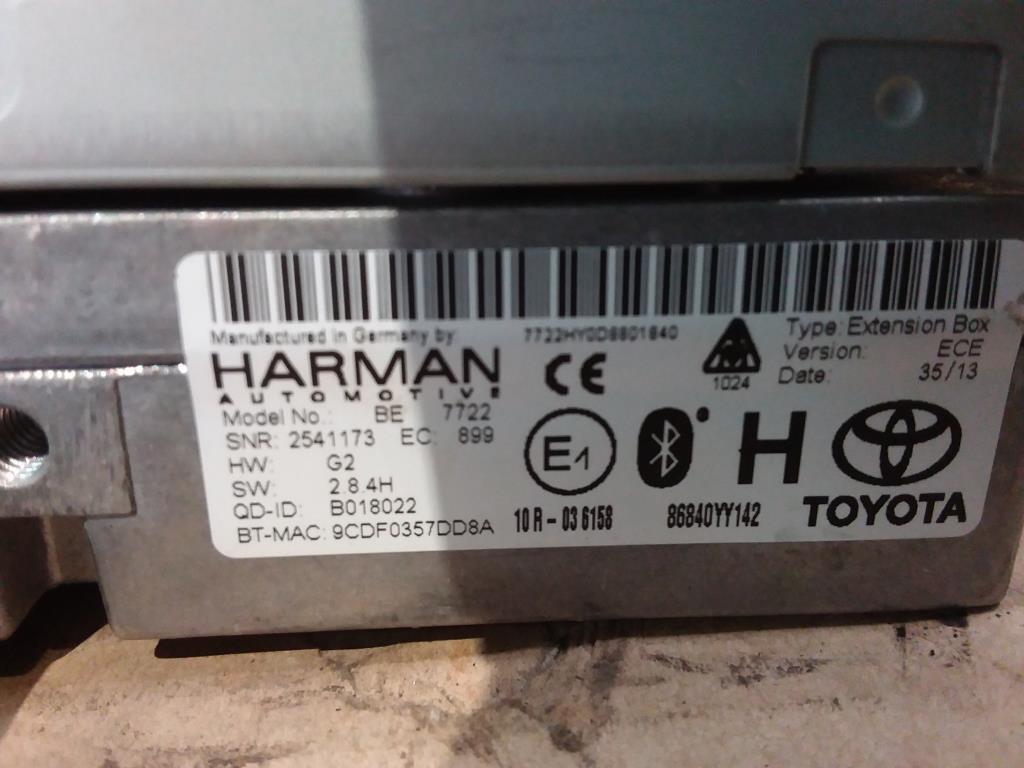 Manufactured in Germany by:
7722HY0D8801640
HARMAN
AUTOMOTIVE
CE
1024
Type: Extension Box
Version: ECE
Date: 35/13
Model No.: BE 7722
SNR: 2541173 EC: 899
HW: G2
SW: 2.8.4H
QD-ID: B018022
BT-MAC: 9CDF0357DD8A
E1
10 R - 03 6158
H
86840YY142
TOYOTA